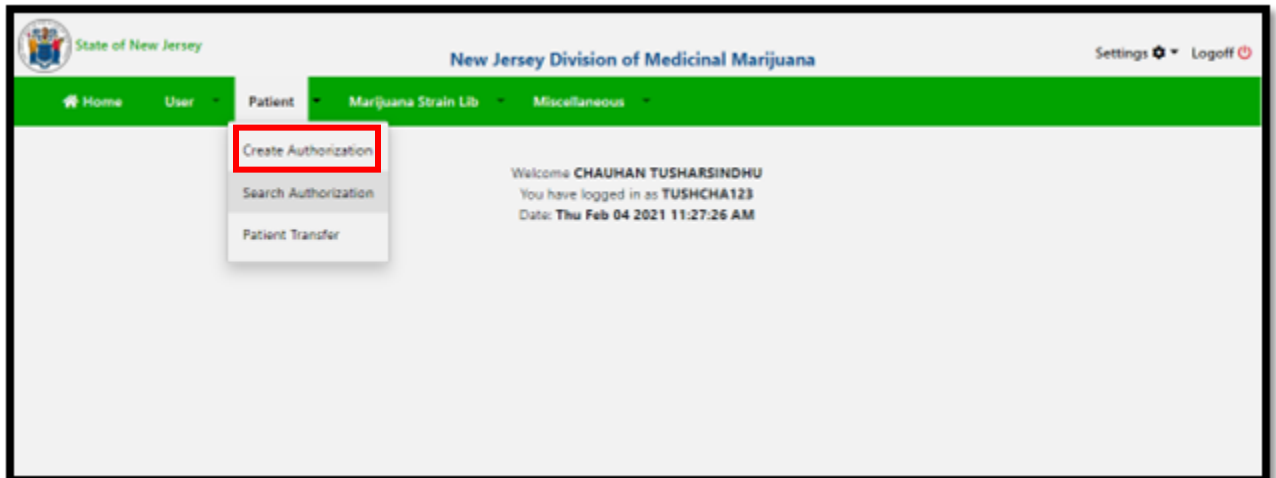 State of New Jersey
New Jersey Division of Medicinal Marijuana
Settings Logoff
Home User Patient Marijuana Strain Lib Miscellaneous
Create Authorization
Search Authorization
Patient Transfer
Welcome CHAUHAN TUSHARSINDHU
You have logged in as TUSHCHA123
Date: Thu Feb 04 2021 11:27:26 AM